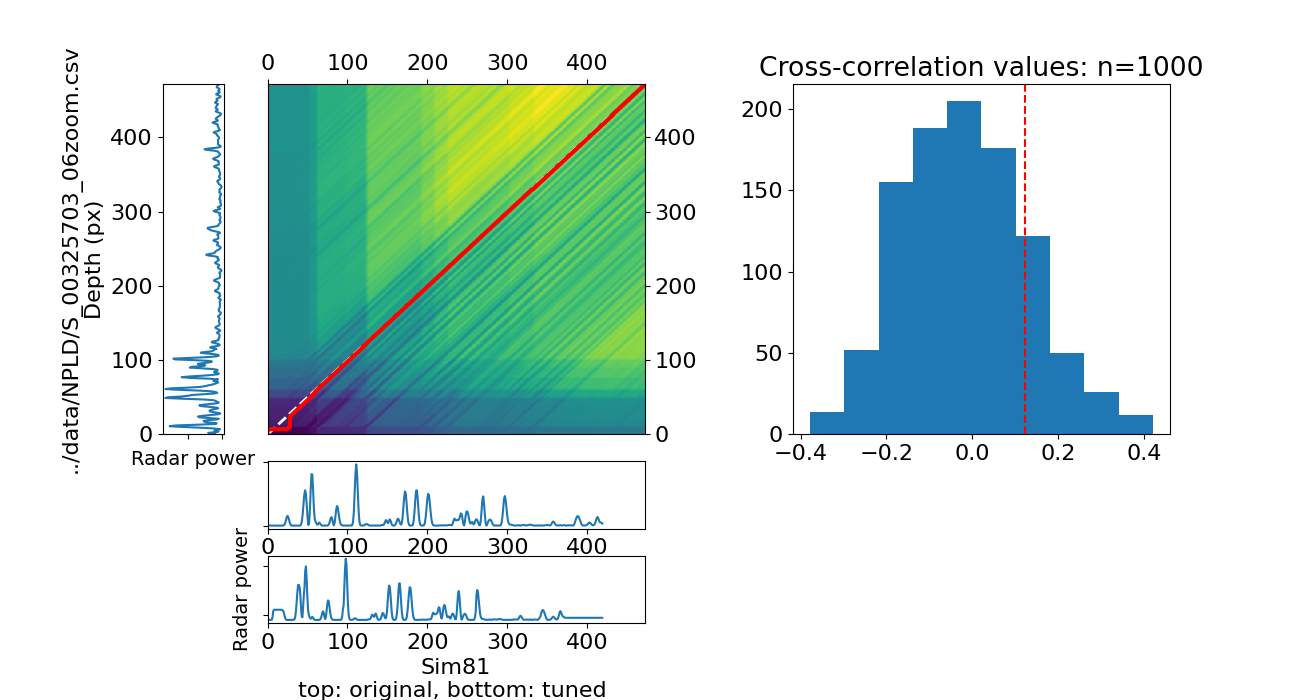 0 100 200 300 400
Cross-correlation values: n=1000
../data/NPLD/S_00325703_06zoom.csv
Depth (px)
400
300
200
100
0
400
300
200
100
0
200
150
100
50
0
−0.4 −0.2 0.0 0.2 0.4
Radar power
0 100 200 300 400
Radar power
0 100 200 300 400
Sim81
top: original, bottom: tuned